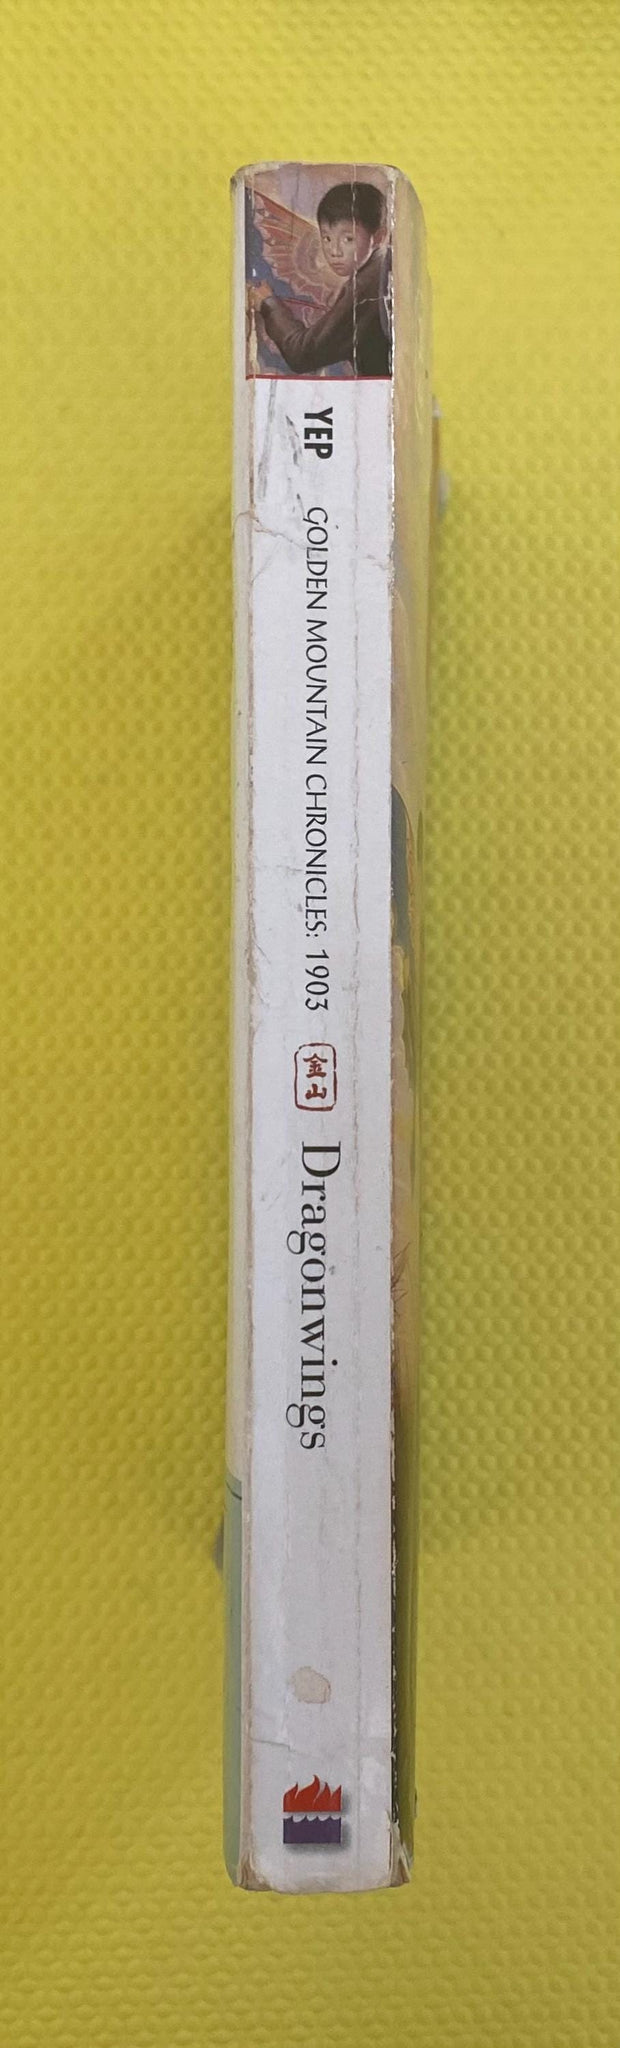 YEP
GOLDEN MOUNTAIN CHRONICLES: 1903
金山
Dragonwings